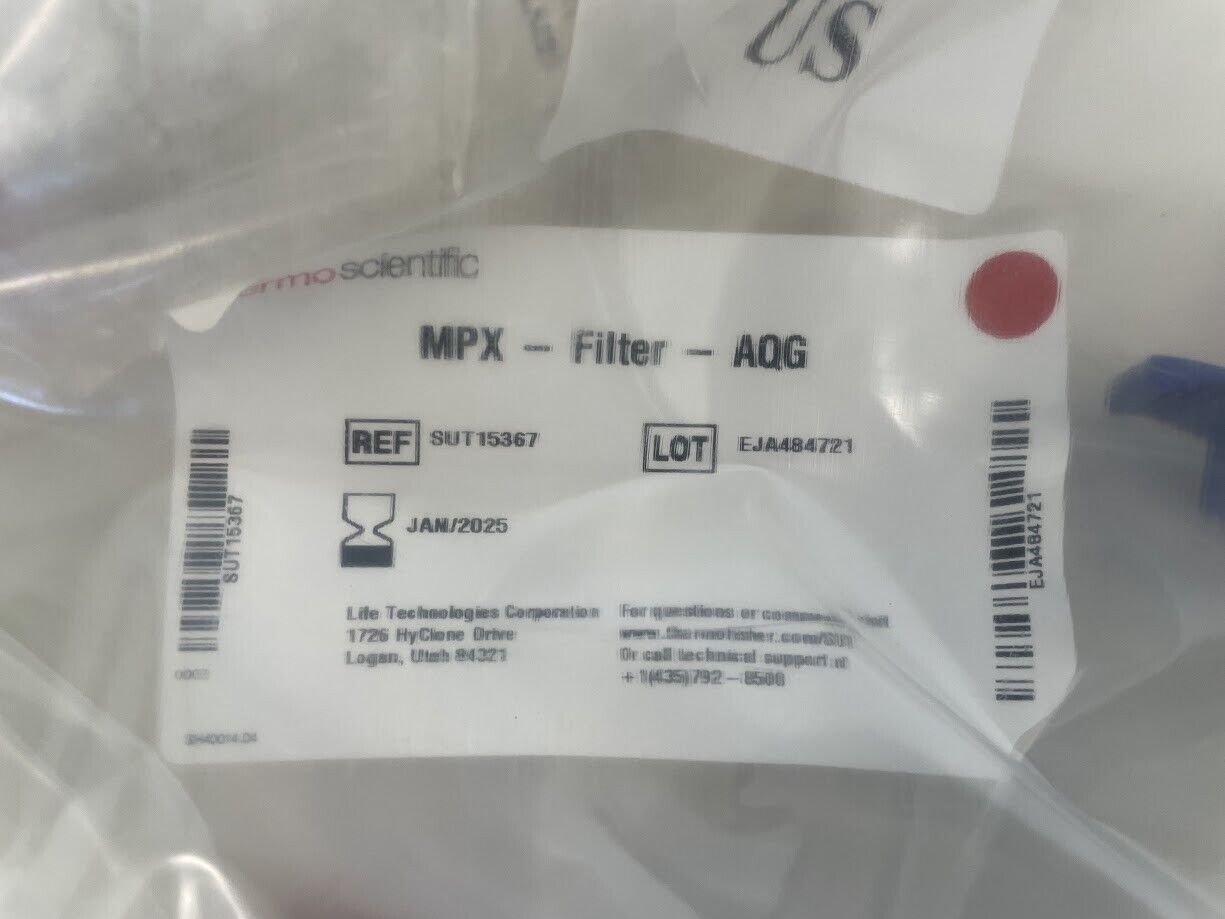 US
ermo scientific
MPX - Filter - AQG
REF SUT15367
LOT EJA484721
JAN/2025
SUT15367
EJA484721
Life Technologies Corporation
1726 HyClone Drive
Logan, Utah 84321
For questions or comments visit
www.thermofisher.com/
Or call technical support at
+1(435)792-8500